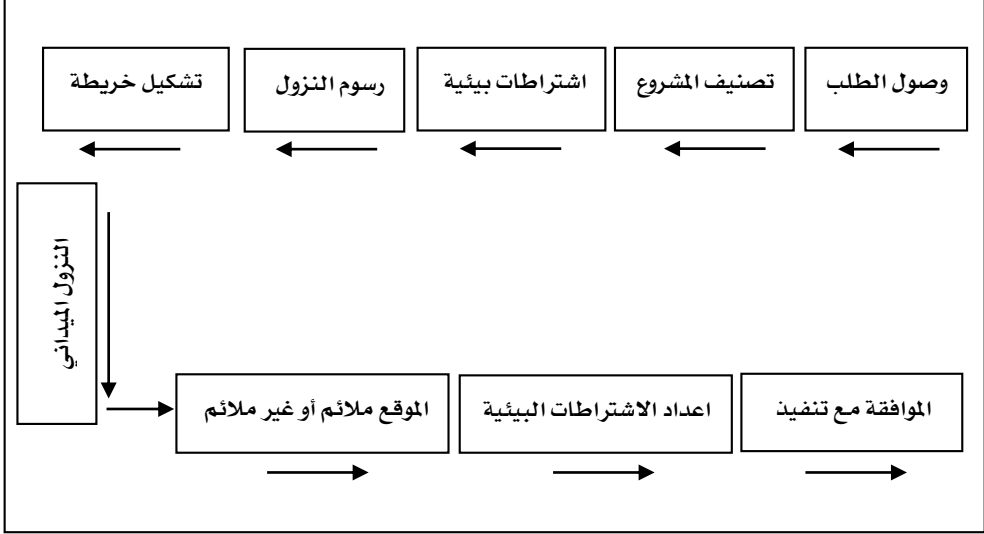 وصول الطلب
تصنيف المشروع
اشتراطات بيئية
رسوم النزول
تشكيل خريطة
النزول الميداني
الموقع ملائم أو غير ملائم
اعداد الاشتراطات البيئية
الموافقة مع تنفيذ